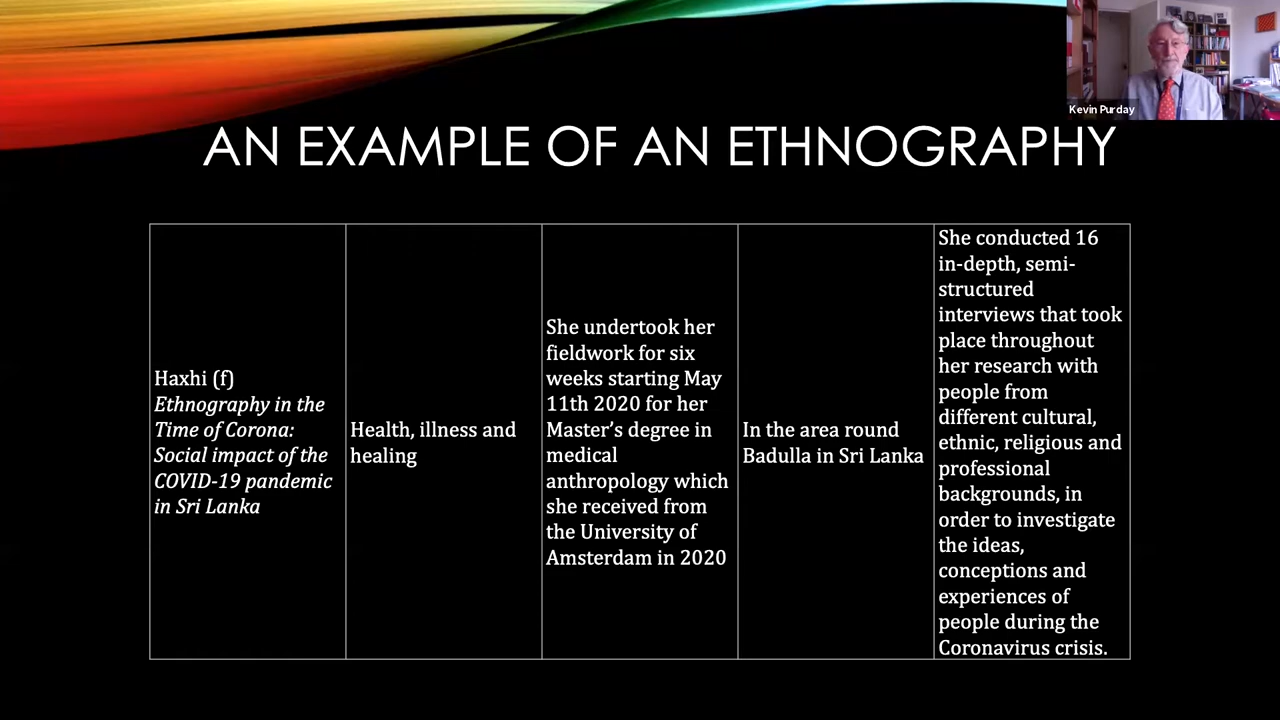 Kevin Purday
AN EXAMPLE OF AN ETHNOGRAPHY
Haxhi (f)
Ethnography in the
Time of Corona:
Social impact of the
COVID-19 pandemic
in Sri Lanka
Health, illness and
healing
She undertook her
fieldwork for six
weeks starting May
11th 2020 for her
Master’s degree in
medical
anthropology which
she received from
the University of
Amsterdam in 2020
In the area round
Badulla in Sri Lanka
She conducted 16
in-depth, semi-
structured
interviews that took
place throughout
her research with
people from
different cultural,
ethnic, religious and
professional
backgrounds, in
order to investigate
the ideas,
conceptions and
experiences of
people during the
Coronavirus crisis.